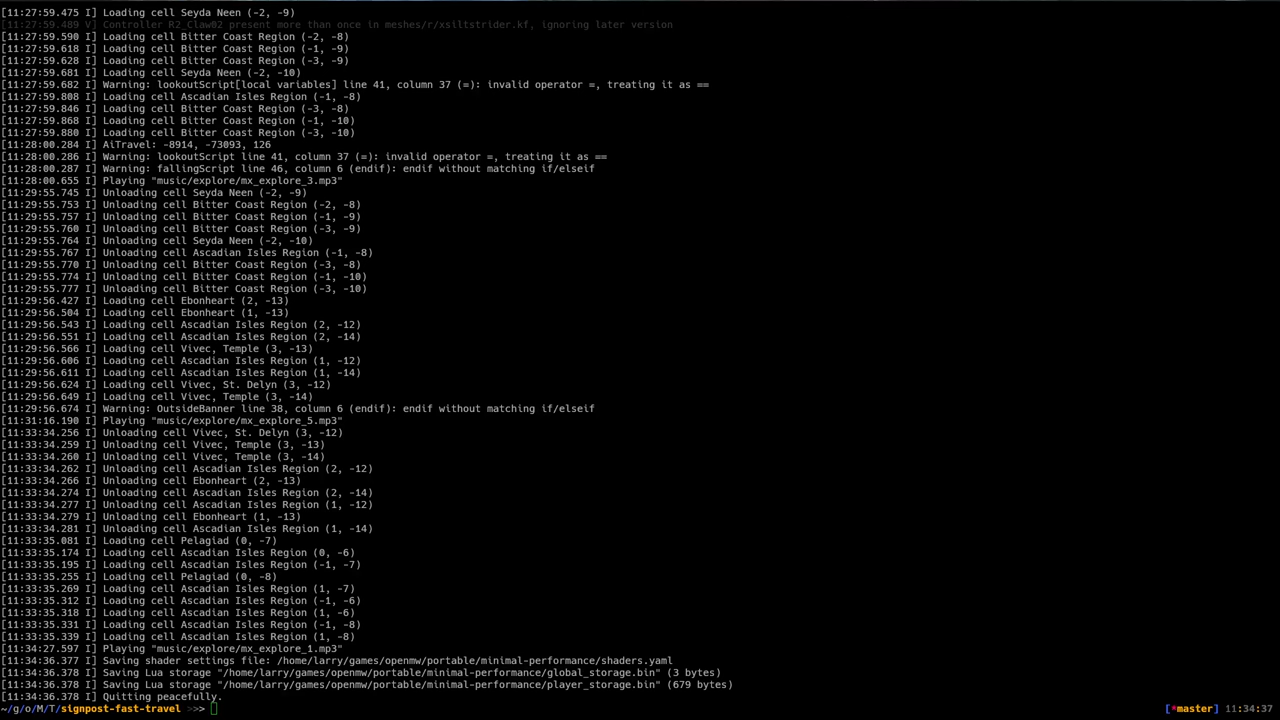 [11:27:59.475 I] Loading cell Seyda Neen (-2, -9)
[11:27:59.489 V] Controller R2_Claw02 present more than once in meshes/r/xsiltstrider.kf, ignoring later version
[11:27:59.590 I] Loading cell Bitter Coast Region (-2, -8)
[11:27:59.618 I] Loading cell Bitter Coast Region (-1, -9)
[11:27:59.628 I] Loading cell Bitter Coast Region (-3, -9)
[11:27:59.681 I] Loading cell Seyda Neen (-2, -10)
[11:27:59.682 I] Warning: lookoutScript[local variables] line 41, column 37 (=): invalid operator =, treating it as ==
[11:27:59.808 I] Loading cell Ascadian Isles Region (-1, -8)
[11:27:59.846 I] Loading cell Bitter Coast Region (-3, -8)
[11:27:59.868 I] Loading cell Bitter Coast Region (-1, -10)
[11:27:59.880 I] Loading cell Bitter Coast Region (-3, -10)
[11:28:00.284 I] AiTravel: -8914, -73093, 126
[11:28:00.286 I] Warning: lookoutScript line 41, column 37 (=): invalid operator =, treating it as ==
[11:28:00.287 I] Warning: fallingScript line 46, column 6 (endif): endif without matching if/elseif
[11:28:00.655 I] Playing "music/explore/mx_explore_3.mp3"
[11:29:55.745 I] Unloading cell Seyda Neen (-2, -9)
[11:29:55.753 I] Unloading cell Bitter Coast Region (-2, -8)
[11:29:55.757 I] Unloading cell Bitter Coast Region (-1, -9)
[11:29:55.760 I] Unloading cell Bitter Coast Region (-3, -9)
[11:29:55.764 I] Unloading cell Seyda Neen (-2, -10)
[11:29:55.767 I] Unloading cell Ascadian Isles Region (-1, -8)
[11:29:55.770 I] Unloading cell Bitter Coast Region (-3, -8)
[11:29:55.774 I] Unloading cell Bitter Coast Region (-1, -10)
[11:29:55.777 I] Unloading cell Bitter Coast Region (-3, -10)
[11:29:56.427 I] Loading cell Ebonheart (2, -13)
[11:29:56.504 I] Loading cell Ebonheart (1, -13)
[11:29:56.543 I] Loading cell Ascadian Isles Region (2, -12)
[11:29:56.551 I] Loading cell Ascadian Isles Region (2, -14)
[11:29:56.566 I] Loading cell Vivec, Temple (3, -13)
[11:29:56.606 I] Loading cell Ascadian Isles Region (1, -12)
[11:29:56.611 I] Loading cell Ascadian Isles Region (1, -14)
[11:29:56.624 I] Loading cell Vivec, St. Delyn (3, -12)
[11:29:56.649 I] Loading cell Vivec, Temple (3, -14)
[11:29:56.674 I] Warning: OutsideBanner line 38, column 6 (endif): endif without matching if/elseif
[11:31:16.190 I] Playing "music/explore/mx_explore_5.mp3"
[11:33:34.256 I] Unloading cell Vivec, St. Delyn (3, -12)
[11:33:34.259 I] Unloading cell Vivec, Temple (3, -13)
[11:33:34.260 I] Unloading cell Vivec, Temple (3, -14)
[11:33:34.262 I] Unloading cell Ascadian Isles Region (2, -12)
[11:33:34.266 I] Unloading cell Ebonheart (2, -13)
[11:33:34.274 I] Unloading cell Ascadian Isles Region (2, -14)
[11:33:34.277 I] Unloading cell Ascadian Isles Region (1, -12)
[11:33:34.279 I] Unloading cell Ebonheart (1, -13)
[11:33:34.281 I] Unloading cell Ascadian Isles Region (1, -14)
[11:33:35.081 I] Loading cell Pelagiad (0, -7)
[11:33:35.174 I] Loading cell Ascadian Isles Region (0, -6)
[11:33:35.195 I] Loading cell Ascadian Isles Region (-1, -7)
[11:33:35.255 I] Loading cell Pelagiad (0, -8)
[11:33:35.269 I] Loading cell Ascadian Isles Region (1, -7)
[11:33:35.312 I] Loading cell Ascadian Isles Region (-1, -6)
[11:33:35.318 I] Loading cell Ascadian Isles Region (1, -6)
[11:33:35.331 I] Loading cell Ascadian Isles Region (-1, -8)
[11:33:35.339 I] Loading cell Ascadian Isles Region (1, -8)
[11:34:27.597 I] Playing "music/explore/mx_explore_1.mp3"
[11:34:36.377 I] Saving shader settings file: /home/larry/games/openmw/portable/minimal-performance/shaders.yaml
[11:34:36.378 I] Saving Lua storage "/home/larry/games/openmw/portable/minimal-performance/global_storage.bin" (3 bytes)
[11:34:36.378 I] Saving Lua storage "/home/larry/games/openmw/portable/minimal-performance/player_storage.bin" (679 bytes)
[11:34:36.378 I] Quitting peacefully.
~/g/o/M/T/signpost-fast-travel >>> [*master] 11:34:37